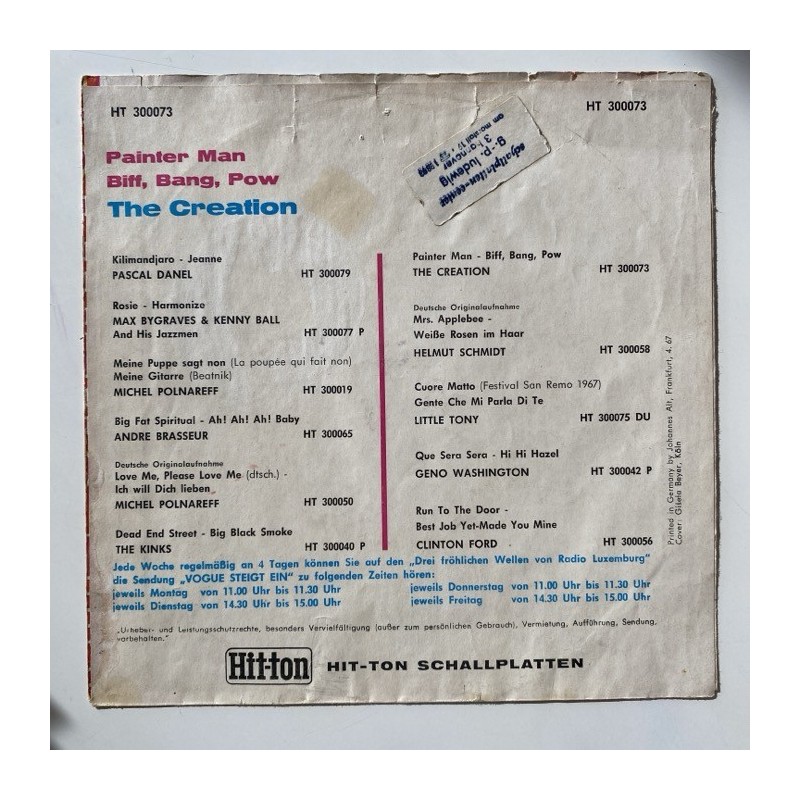 HT 300073
HT 300073
Painter Man
Biff, Bang, Pow
The Creation
schallplatten-center
g.-p. ludewig
3 hannover
Kilimandjaro - Jeanne
PASCAL DANEL HT 300079
Rosie - Harmonize
MAX BYGRAVES & KENNY BALL
And His Jazzmen HT 300077 P
Meine Puppe sagt non (La poupée qui fait non)
Meine Gitarre (Beatnik)
MICHEL POLNAREFF HT 300019
Big Fat Spiritual - Ah! Ah! Ah! Baby
ANDRE BRASSEUR HT 300065
Deutsche Originalaufnahme
Love Me, Please Love Me (dtsch.) -
Ich will Dich lieben
MICHEL POLNAREFF HT 300050
Dead End Street - Big Black Smoke
THE KINKS HT 300040 P
Painter Man - Biff, Bang, Pow
THE CREATION HT 300073
Deutsche Originalaufnahme
Mrs. Applebee -
Weiße Rosen im Haar
HELMUT SCHMIDT HT 300058
Cuore Matto (Festival San Remo 1967)
Gente Che Mi Parla Di Te
LITTLE TONY HT 300075 DU
Que Sera Sera - Hi Hi Hazel
GENO WASHINGTON HT 300042 P
Run To The Door -
Best Job Yet-Made You Mine
CLINTON FORD HT 300056
Printed in Germany by Johannes Alt, Frankfurt, 4. 67
Cover: Gisela Beyer, Köln
Jede Woche regelmäßig an 4 Tagen können Sie auf den „Drei fröhlichen Wellen von Radio Luxemburg"
die Sendung „VOGUE STEIGT EIN" zu folgenden Zeiten hören:
jeweils Montag von 11.00 Uhr bis 11.30 Uhr jeweils Donnerstag von 11.00 Uhr bis 11.30 Uhr
jeweils Dienstag von 14.30 Uhr bis 15.00 Uhr jeweils Freitag von 14.30 Uhr bis 15.00 Uhr
„Urheber- und Leistungsschutzrechte, besonders Vervielfältigung (außer zum persönlichen Gebrauch), Vermietung, Aufführung, Sendung,
vorbehalten."
Hit-ton HIT-TON SCHALLPLATTEN